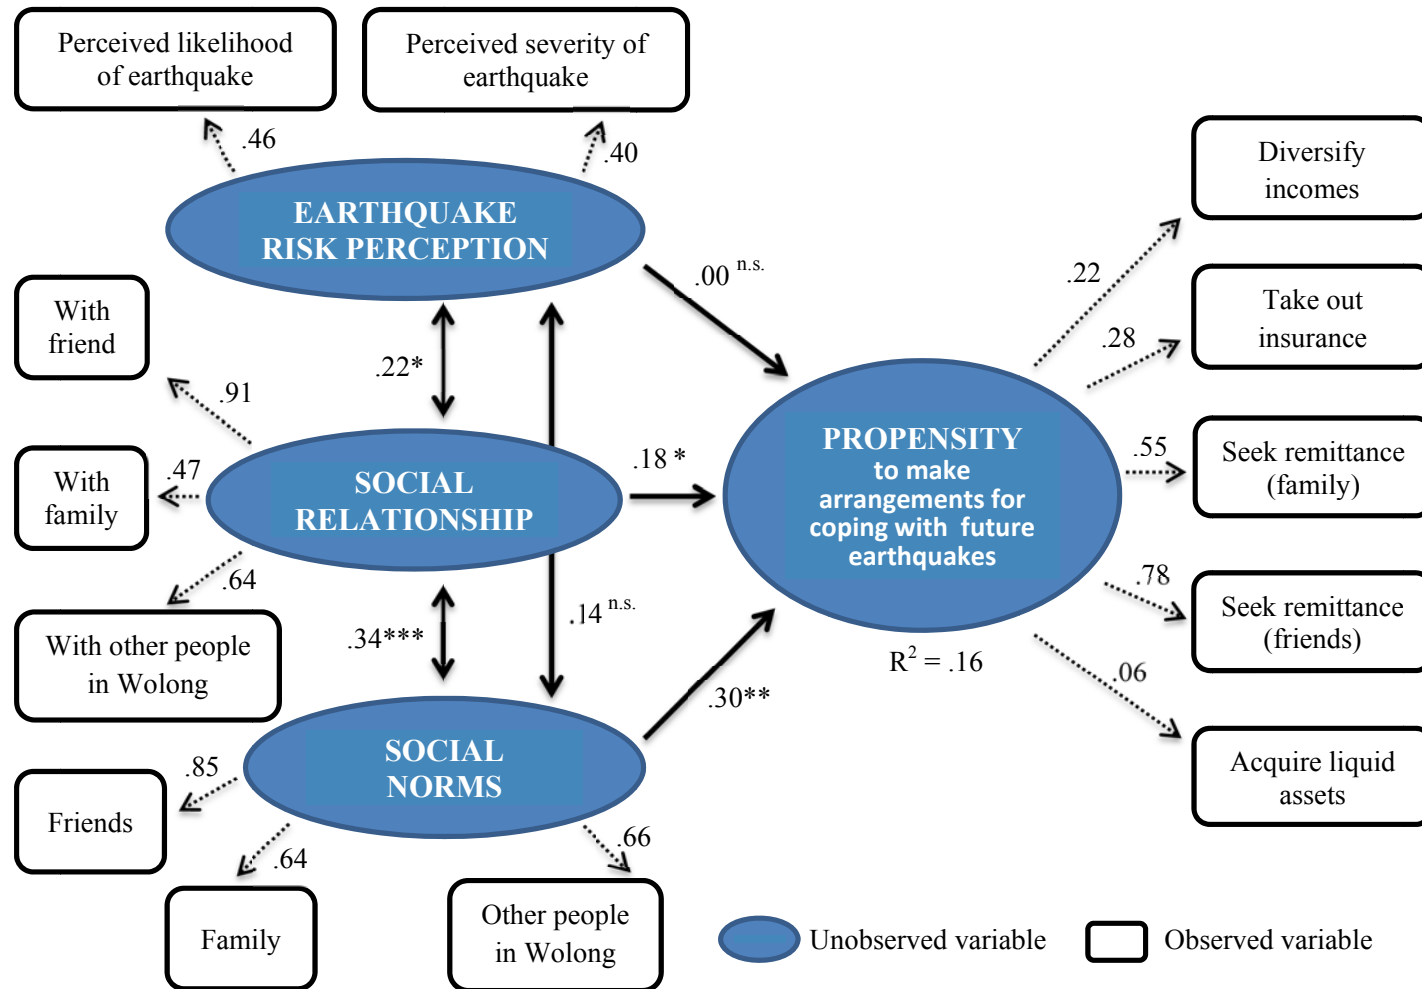 Perceived likelihood
of earthquake
Perceived severity of
earthquake
.46
.40
EARTHQUAKE
RISK PERCEPTION
Diversify
incomes
.00 n.s.
.22
With
friend
Take out
insurance
.22*
.28
.91
PROPENSITY
to make
arrangements for
coping with future
earthquakes
.18 *
.55
Seek remittance
(family)
With
family
.47
SOCIAL
RELATIONSHIP
.64
.78
Seek remittance
(friends)
With other people
in Wolong
.34***
.14 n.s.
R² = .16
.06
.30**
SOCIAL
NORMS
Acquire liquid
assets
.85
Friends
.64
.66
Family
Other people
in Wolong
Unobserved variable
Observed variable